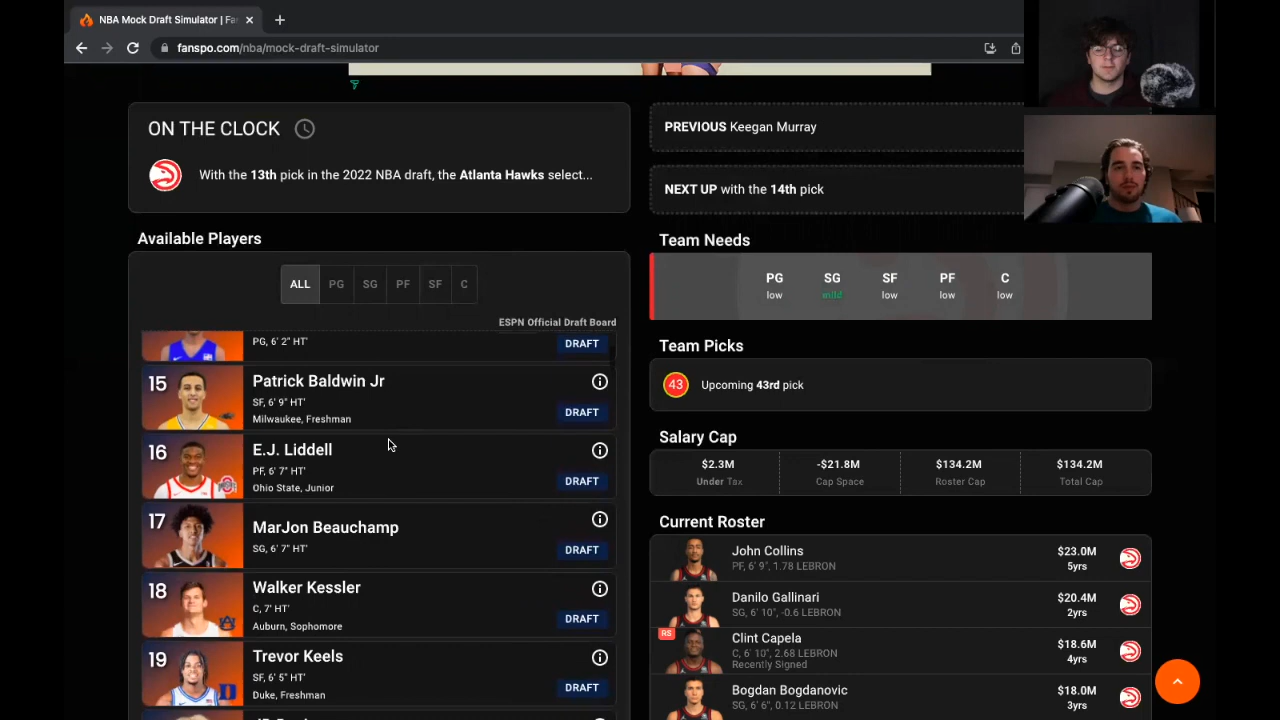 NBA Mock Draft Simulator | Fan
fanspo.com/nba/mock-draft-simulator
ON THE CLOCK
With the 13th pick in the 2022 NBA draft, the Atlanta Hawks select...
PREVIOUS Keegan Murray
NEXT UP with the 14th pick
Available Players
ALL PG SG PF SF C
ESPN Official Draft Board
PG, 6' 2" HT'
DRAFT
15
Patrick Baldwin Jr
SF, 6' 9" HT'
Milwaukee, Freshman
DRAFT
16
E.J. Liddell
PF, 6' 7" HT'
Ohio State, Junior
DRAFT
17
MarJon Beauchamp
SG, 6' 7" HT'
DRAFT
18
Walker Kessler
C, 7' HT'
Auburn, Sophomore
DRAFT
19
Trevor Keels
SF, 6' 5" HT'
Duke, Freshman
DRAFT
Team Needs
PG SG SF PF C
low mild low low low
Team Picks
43 Upcoming 43rd pick
Salary Cap
$2.3M -$21.8M $134.2M $134.2M
Under Tax Cap Space Roster Cap Total Cap
Current Roster
John Collins
PF, 6' 9", 1.78 LEBRON
$23.0M
5yrs
Danilo Gallinari
SG, 6' 10", -0.6 LEBRON
$20.4M
2yrs
RS
Clint Capela
C, 6' 10", 2.68 LEBRON
Recently Signed
$18.6M
4yrs
Bogdan Bogdanovic
SG, 6' 6", 0.12 LEBRON
$18.0M
3yrs